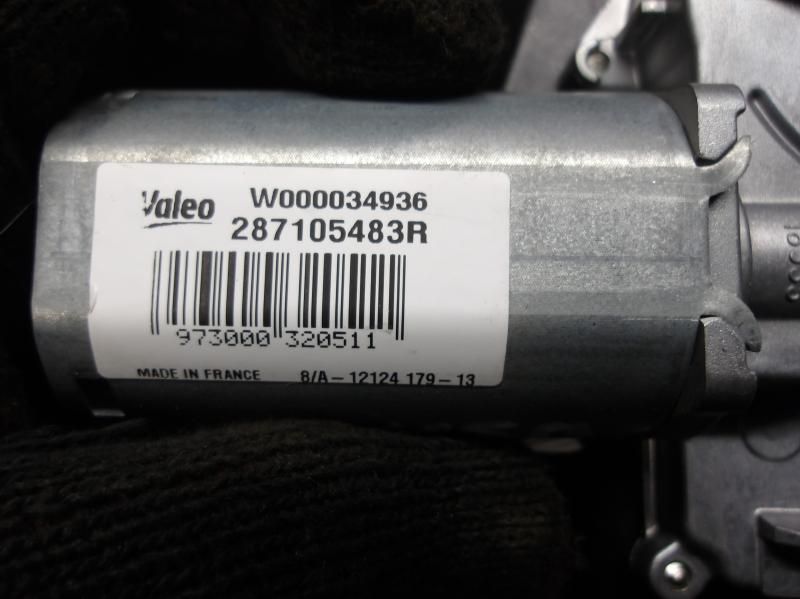 Valeo W000034936
287105483R
973000 320511
MADE IN FRANCE 8/A-12124 179-13